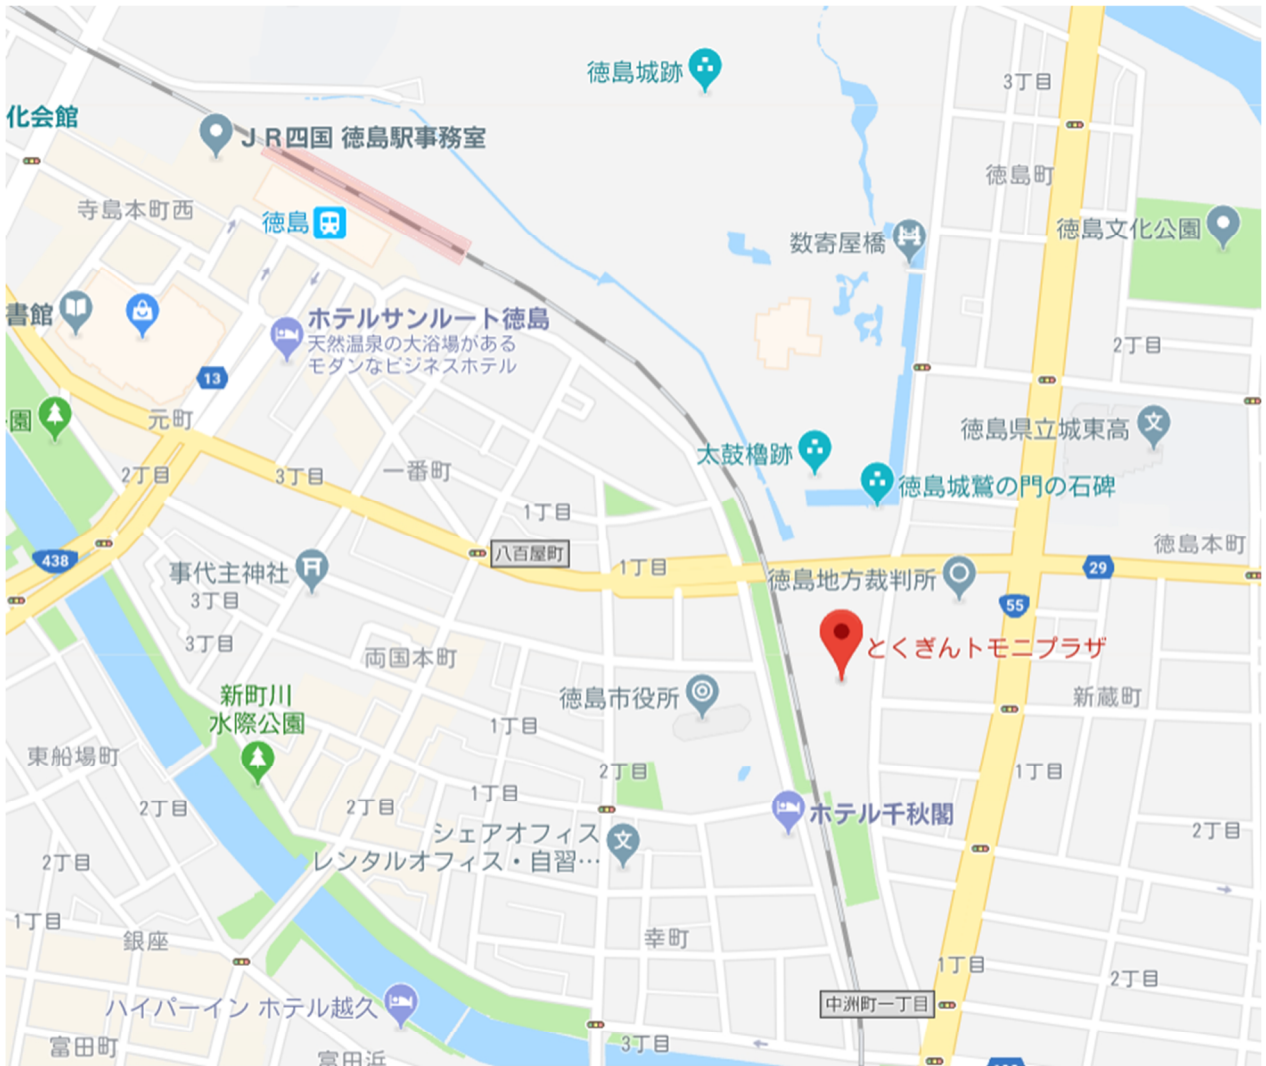 徳島城跡
3丁目
化会館
JR四国 徳島駅事務室
徳島町
寺島本町西
徳島
徳島文化公園
数寄屋橋
書館
ホテルサンルート徳島
天然温泉の大浴場がある
モダンなビジネスホテル
2丁目
13
園
元町
徳島県立城東高
太鼓櫓跡
2丁目
3丁目
一番町
徳島城鷲の門の石碑
1丁目
徳島本町
八百屋町
438
1丁目
29
事代主神社
徳島地方裁判所
3丁目
55
3丁目
とくぎんトモニプラザ
両国本町
新町川
水際公園
徳島市役所
新蔵町
1丁目
東船場町
2丁目
1丁目
1丁目
2丁目
2丁目
ホテル千秋閣
2丁目
シェアオフィス
レンタルオフィス・自習…
2丁目
1丁目
銀座
幸町
1丁目
2丁目
ハイパーイン ホテル越久
中洲町一丁目
富田町
富田浜
3丁目